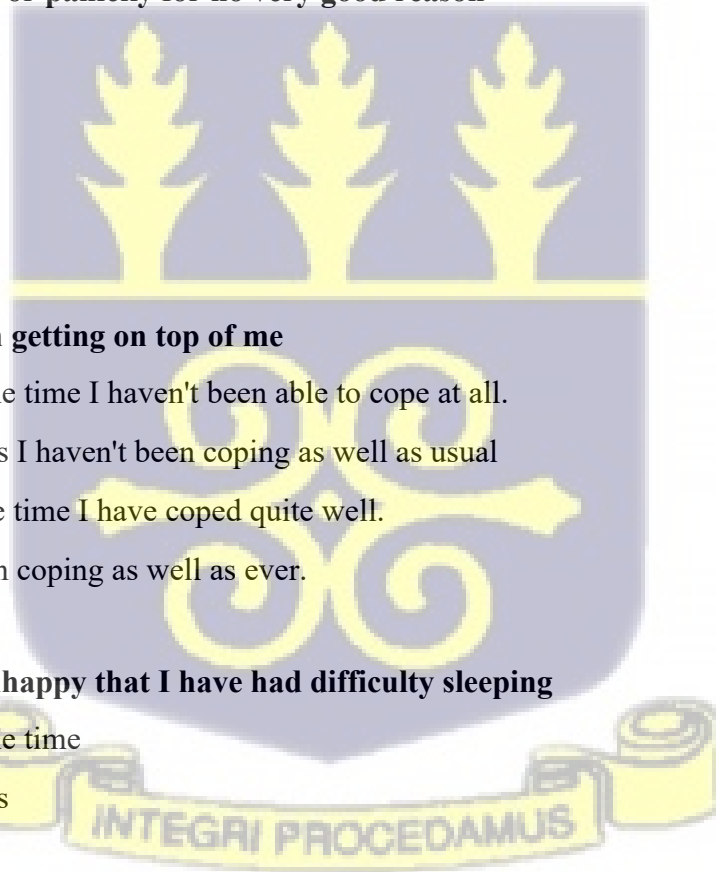 or panicky for no very good reason
getting on top of me
e time I haven't been able to cope at all.
s I haven't been coping as well as usual
e time I have coped quite well.
n coping as well as ever.
happy that I have had difficulty sleeping
e time
s
INTEGRI PROCEDAMUS